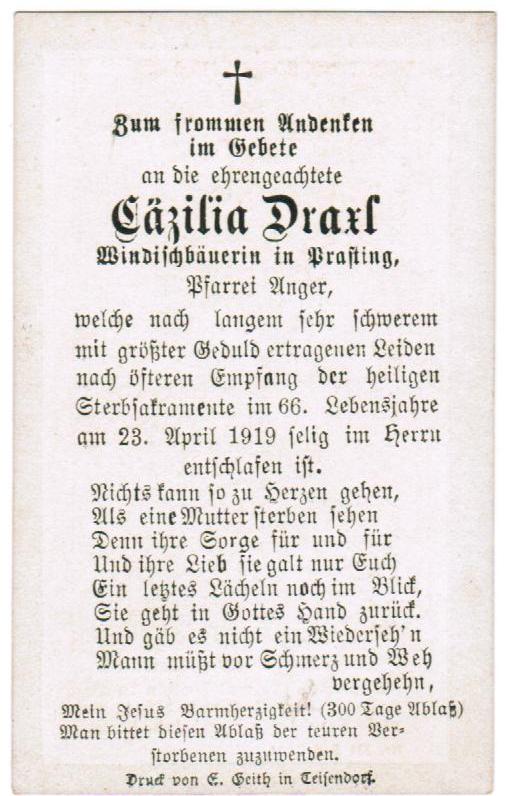 Zum frommen Andenken
im Gebete
an die ehrengeachtete
Cäzilia Draxl
Windischbäuerin in Prasting,
Pfarrei Anger,
welche nach langem sehr schwerem
mit größter Geduld ertragenen Leiden
nach öfteren Empfang der heiligen
Sterbsakramente im 66. Lebensjahre
am 23. April 1919 selig im Herrn
entschlafen ist.
Nichts kann so zu Herzen gehen,
Als eine Mutter sterben sehen
Denn ihre Sorge für und für
Und ihre Lieb sie galt nur Euch
Ein letztes Lächeln noch im Blick,
Sie geht in Gottes Hand zurück.
Und gäb es nicht ein Wiederseh'n
Mann müßt vor Schmerz und Weh
vergehehn,
Mein Jesus Barmherzigkeit! (300 Tage Ablaß)
Man bittet diesen Ablaß der teuren Ver-
storbenen zuzuwenden.
Druck von E. Geith in Teisendorf.